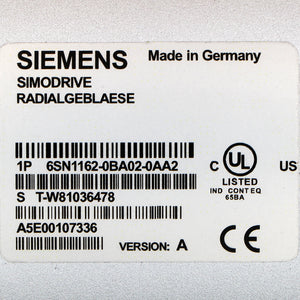 SIEMENS Made in Germany
SIMODRIVE
RADIALGEBLAESE
1P 6SN1162-0BA02-0AA2
C UL US
LISTED
IND CONT EQ
65BA
S T-W81036478
A5E00107336
VERSION: A CE